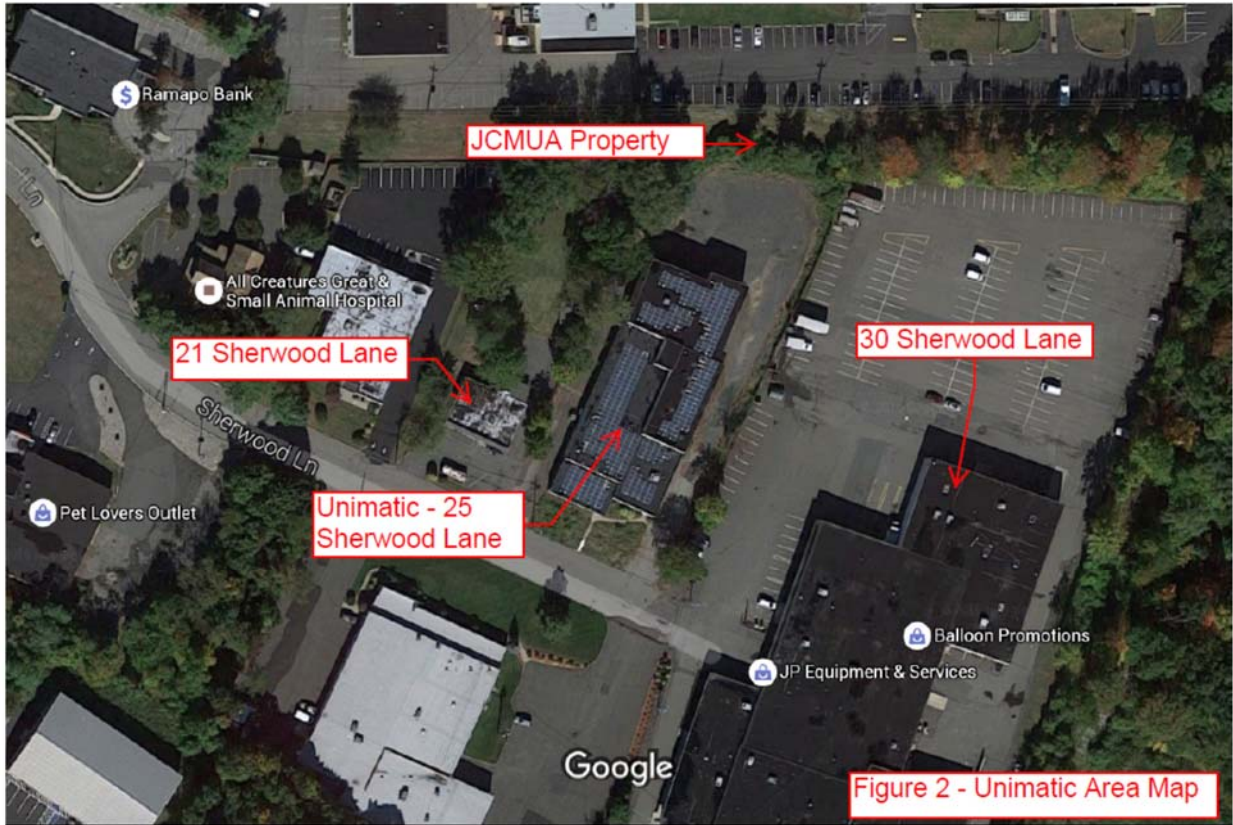 Ramapo Bank
JCMUA Property
Ln
All Creatures Great &
Small Animal Hospital
21 Sherwood Lane
30 Sherwood Lane
Sherwood Ln
Unimatic - 25
Sherwood Lane
Pet Lovers Outlet
Balloon Promotions
JP Equipment & Services
Google
Figure 2 - Unimatic Area Map